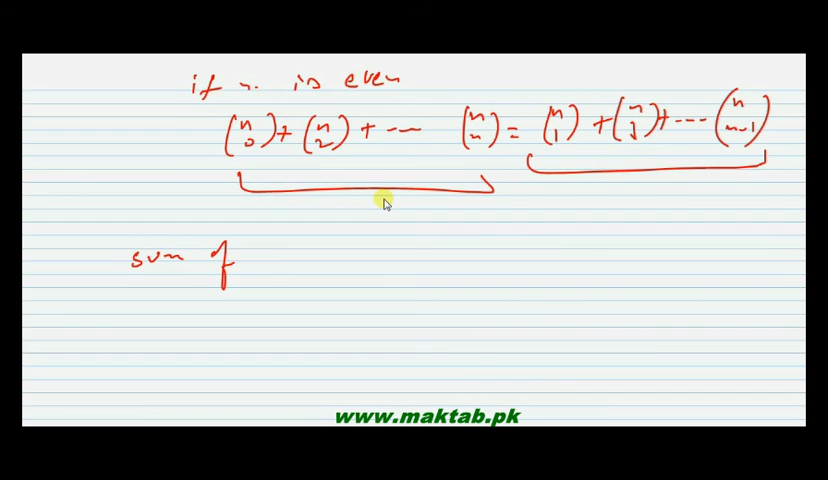 if n is even
(n 0) + (n 2) + --- (n n) = (n 1) + (n 3) + --- (n n-1)
sum of
www.maktab.pk